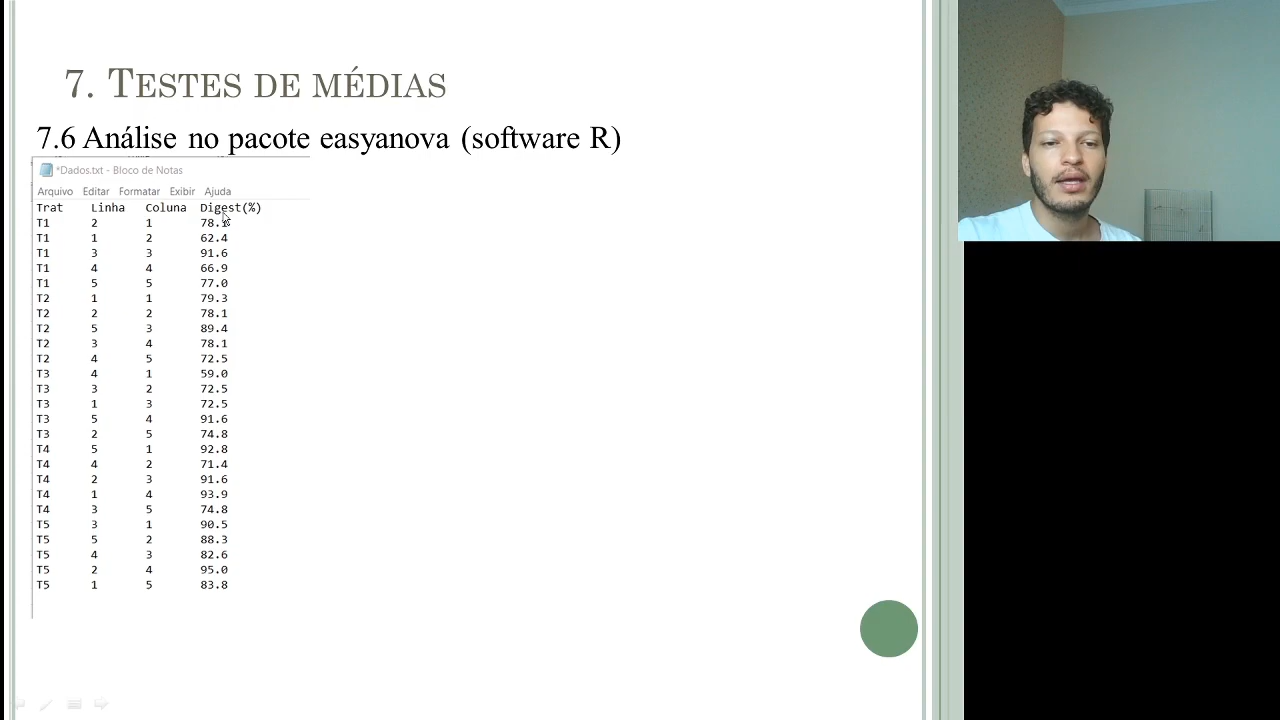 7. Testes de médias
7.6 Análise no pacote easyanova (software R)
*Dados.txt - Bloco de Notas
Arquivo Editar Formatar Exibir Ajuda
Trat Linha Coluna Digest(%)
T1 2 1
T1 1 2 62.4
T1 3 3 91.6
T1 4 4 66.9
T1 5 5 77.0
T2 1 1 79.3
T2 2 2 78.1
T2 5 3 89.4
T2 3 4 78.1
T2 4 5 72.5
T3 4 1 59.0
T3 3 2 72.5
T3 1 3 72.5
T3 5 4 91.6
T3 2 5 74.8
T4 5 1 92.8
T4 4 2 71.4
T4 2 3 91.6
T4 1 4 93.9
T4 3 5 74.8
T5 3 1 90.5
T5 5 2 88.3
T5 4 3 82.6
T5 2 4 95.0
T5 1 5 83.8